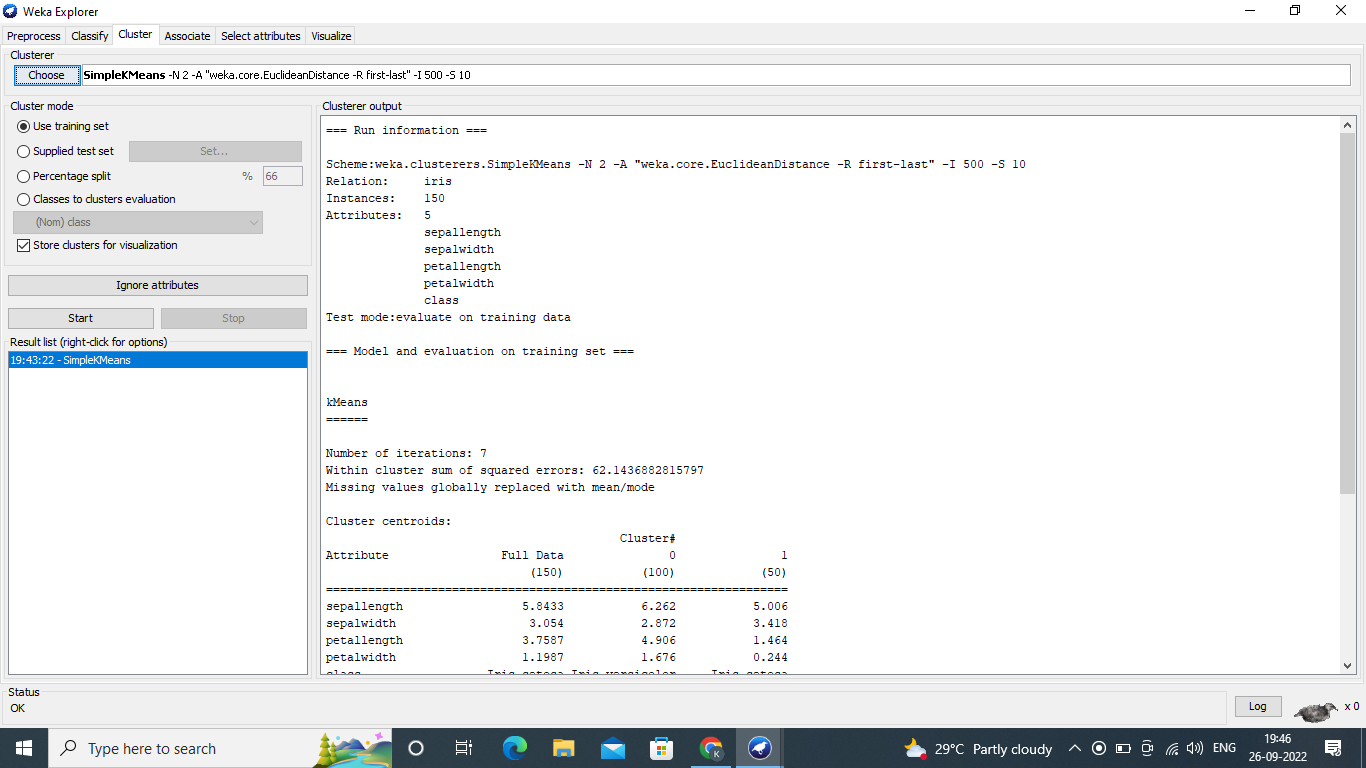 Weka Explorer
Preprocess Classify Cluster Associate Select attributes Visualize
Clusterer
Choose SimpleKMeans -N 2 -A "weka.core.EuclideanDistance -R first-last" -I 500 -S 10
Cluster mode
Use training set
Supplied test set Set...
Percentage split % 66
Classes to clusters evaluation
(Nom) class
Store clusters for visualization
Ignore attributes
Start Stop
Result list (right-click for options)
19:43:22 - SimpleKMeans
Clusterer output
=== Run information ===
Scheme:weka.clusterers.SimpleKMeans -N 2 -A "weka.core.EuclideanDistance -R first-last" -I 500 -S 10
Relation: iris
Instances: 150
Attributes: 5
sepallength
sepalwidth
petallength
petalwidth
class
Test mode:evaluate on training data
=== Model and evaluation on training set ===
kMeans
======
Number of iterations: 7
Within cluster sum of squared errors: 62.1436882815797
Missing values globally replaced with mean/mode
Cluster centroids:
Cluster#
Attribute Full Data 0 1
(150) (100) (50)
==================================================================
sepallength 5.8433 6.262 5.006
sepalwidth 3.054 2.872 3.418
petallength 3.7587 4.906 1.464
petalwidth 1.1987 1.676 0.244
class Iris-setosa Iris-versicolor Iris-setosa
Status
OK
Log x 0
Type here to search
K
29°C Partly cloudy
ENG
19:46
26-09-2022